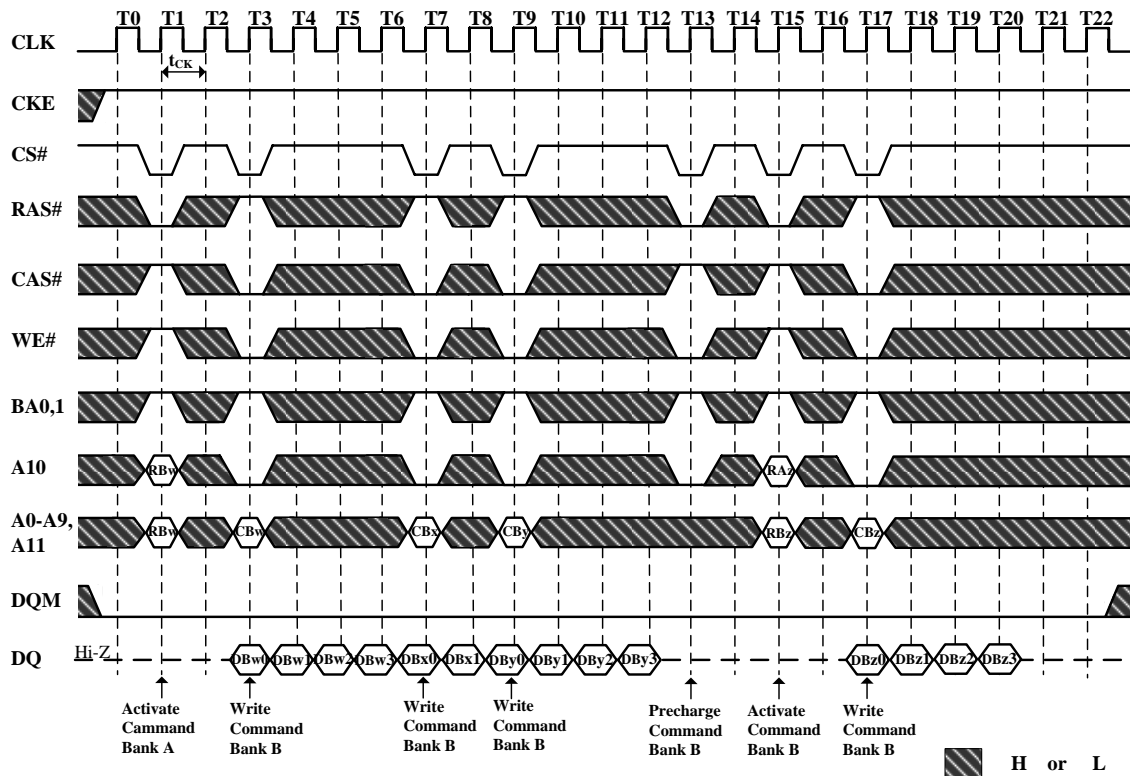 T0 T1 T2 T3 T4 T5 T6 T7 T8 T9 T10 T11 T12 T13 T14 T15 T16 T17 T18 T19 T20 T21 T22
CLK
tCK
CKE
CS#
RAS#
CAS#
WE#
BA0,1
A10 RBw RAz
A0-A9, A11 RBw CBw CBx CBy RBz CBz
DQM
DQ Hi-Z DBw0 DBw1 DBw2 DBw3 DBx0 DBx1 DBy0 DBy1 DBy2 DBy3 DBz0 DBz1 DBz2 DBz3
Activate Cammand Bank A
Write Command Bank B
Write Command Bank B
Write Command Bank B
Precharge Cammand Bank B
Activate Command Bank B
Write Command Bank B
H or L